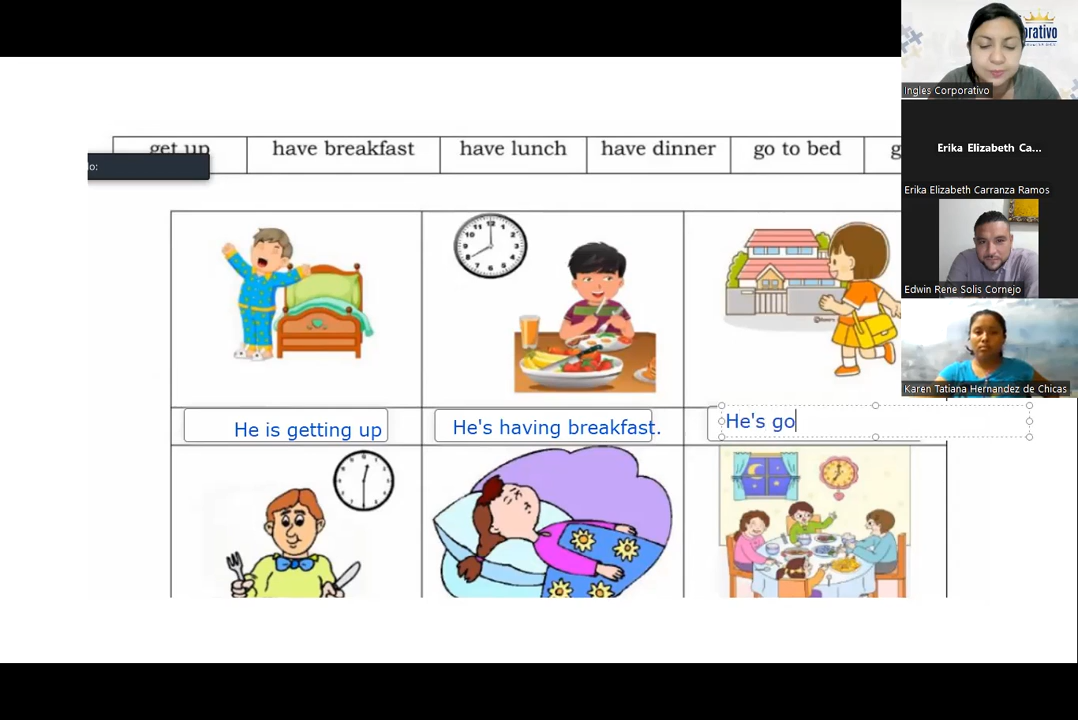 orativo
Ingles Corporativo
Erika Elizabeth Ca...
Erika Elizabeth Carranza Ramos
Edwin Rene Solis Cornejo
Karen Tatiana Hernandez de Chicas
get up have breakfast have lunch have dinner go to bed g
lo:
He is getting up He's having breakfast. He's go